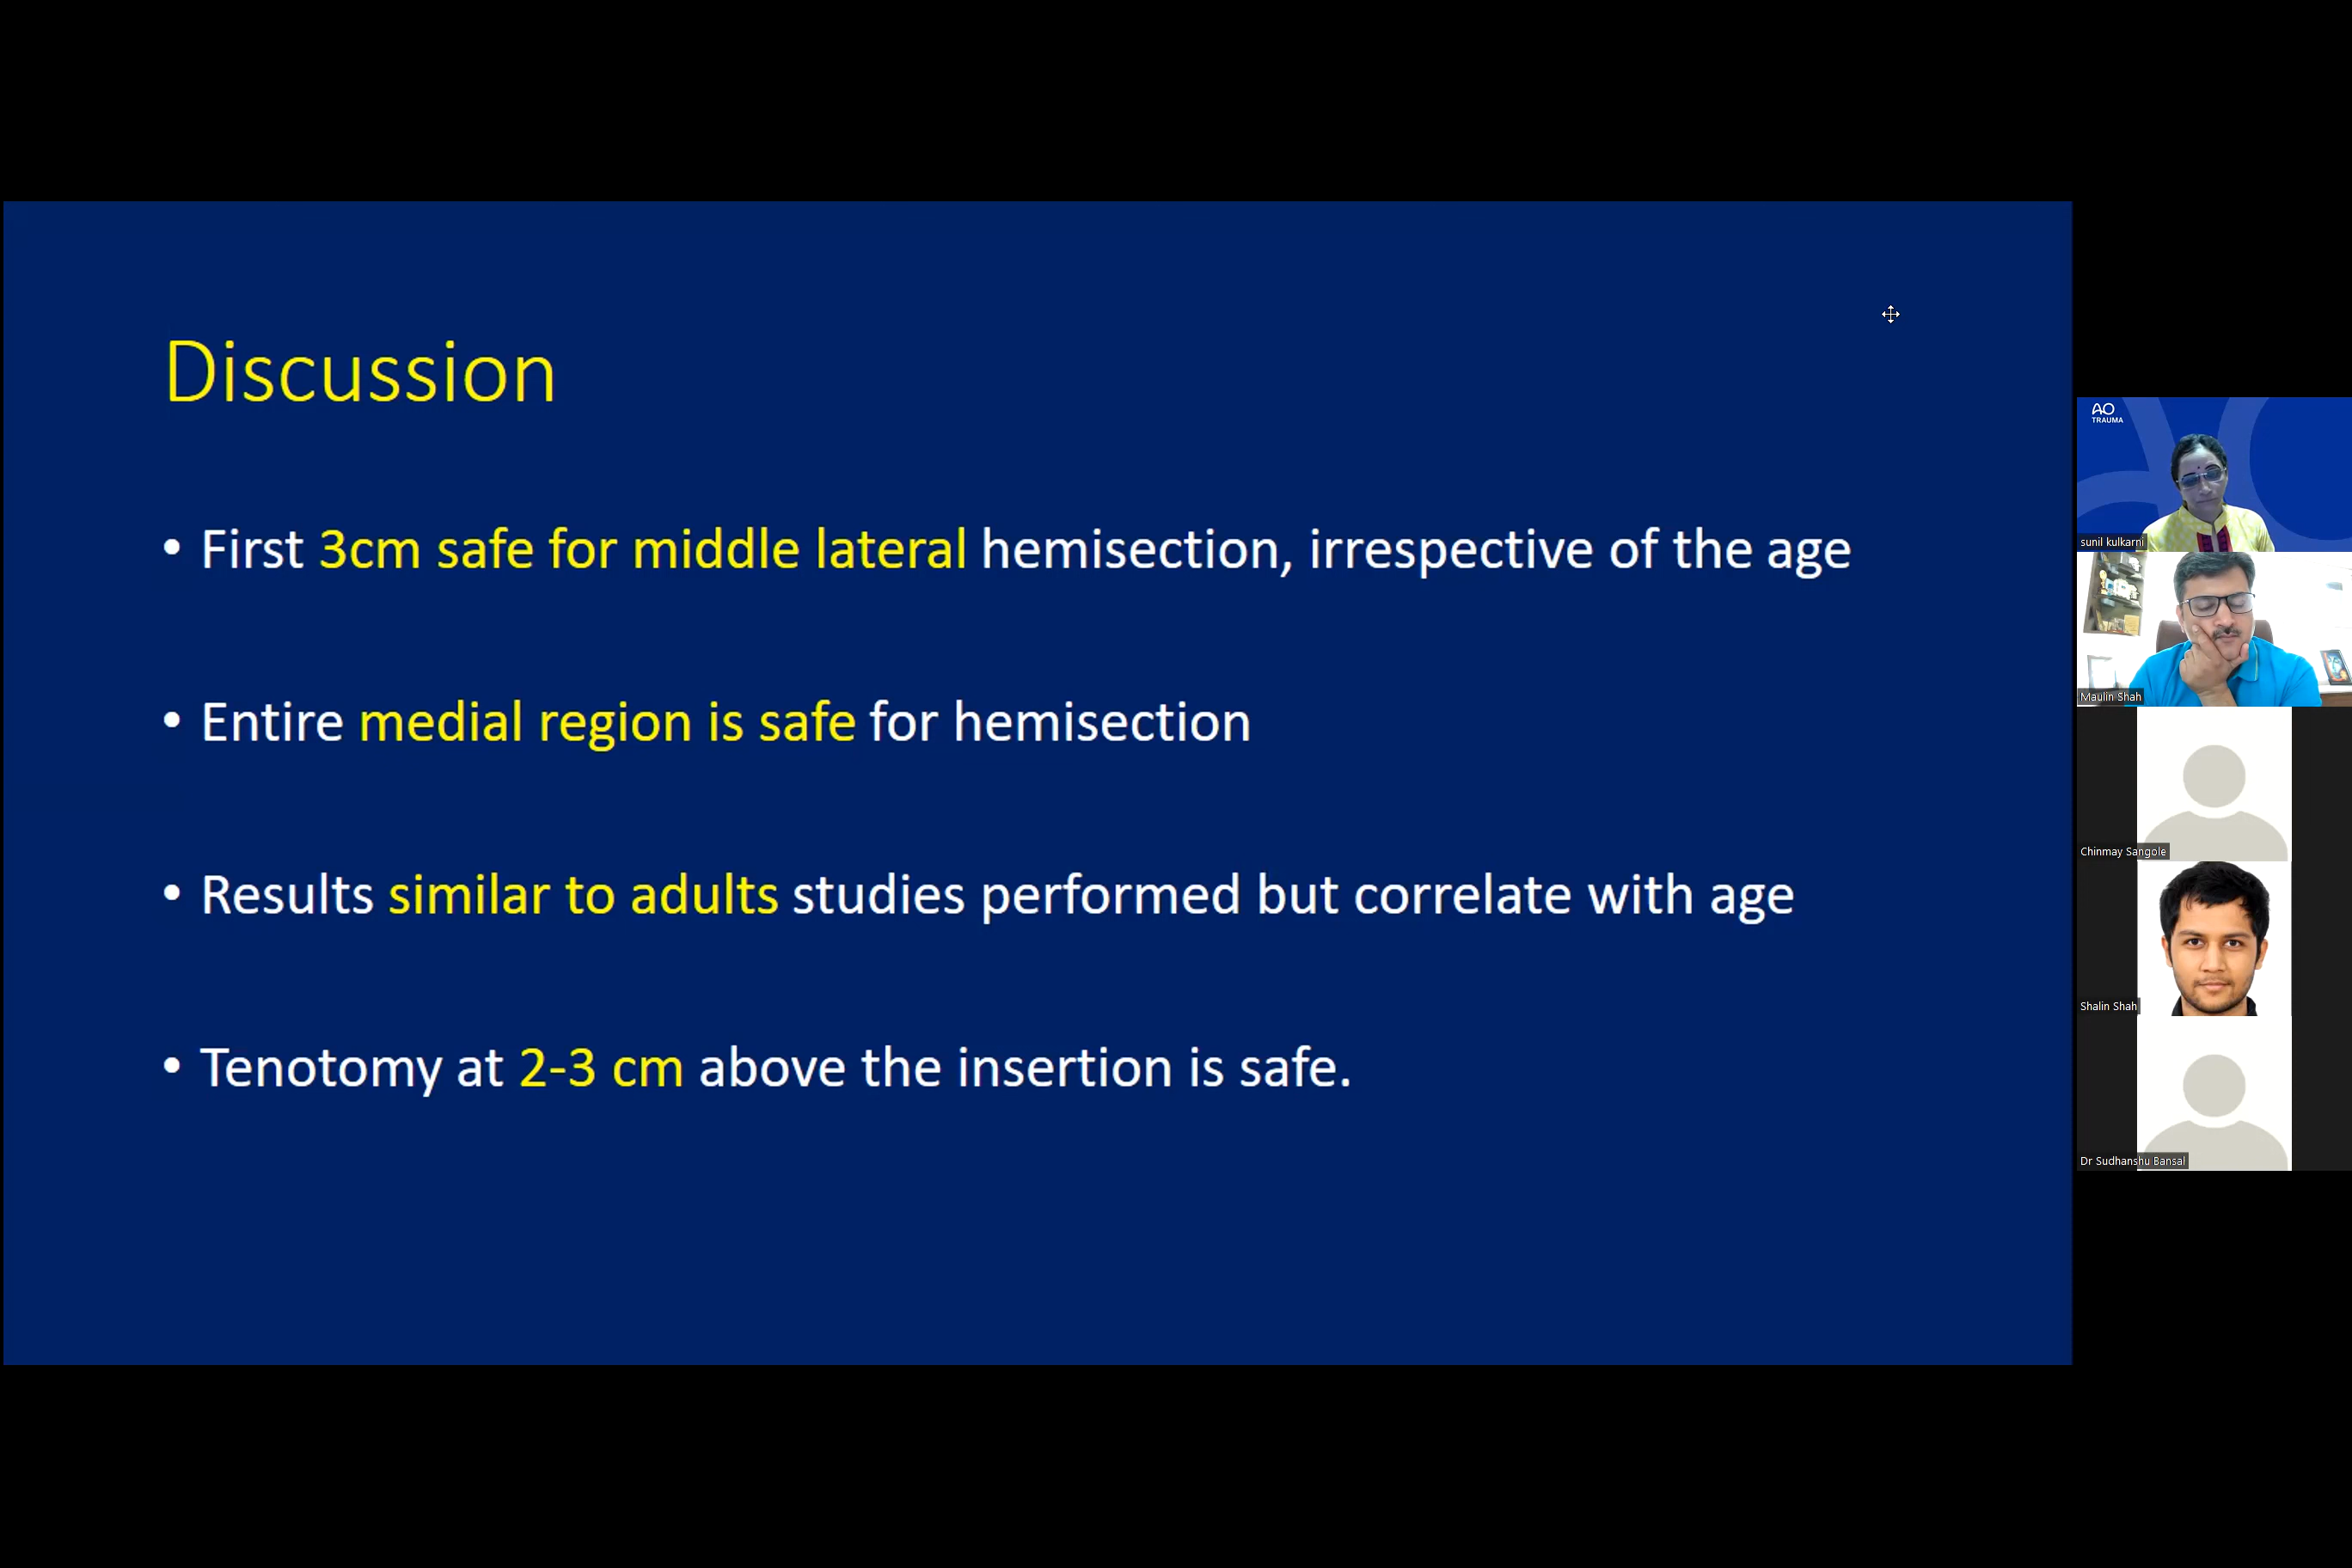 Discussion
• First 3cm safe for middle lateral hemisection, irrespective of the age
• Entire medial region is safe for hemisection
• Results similar to adults studies performed but correlate with age
• Tenotomy at 2-3 cm above the insertion is safe.
AO
TRAUMA
sunil kulkarni
Maulin Shah
Chinmay Sangole
Shalin Shah
Dr Sudhanshu Bansal